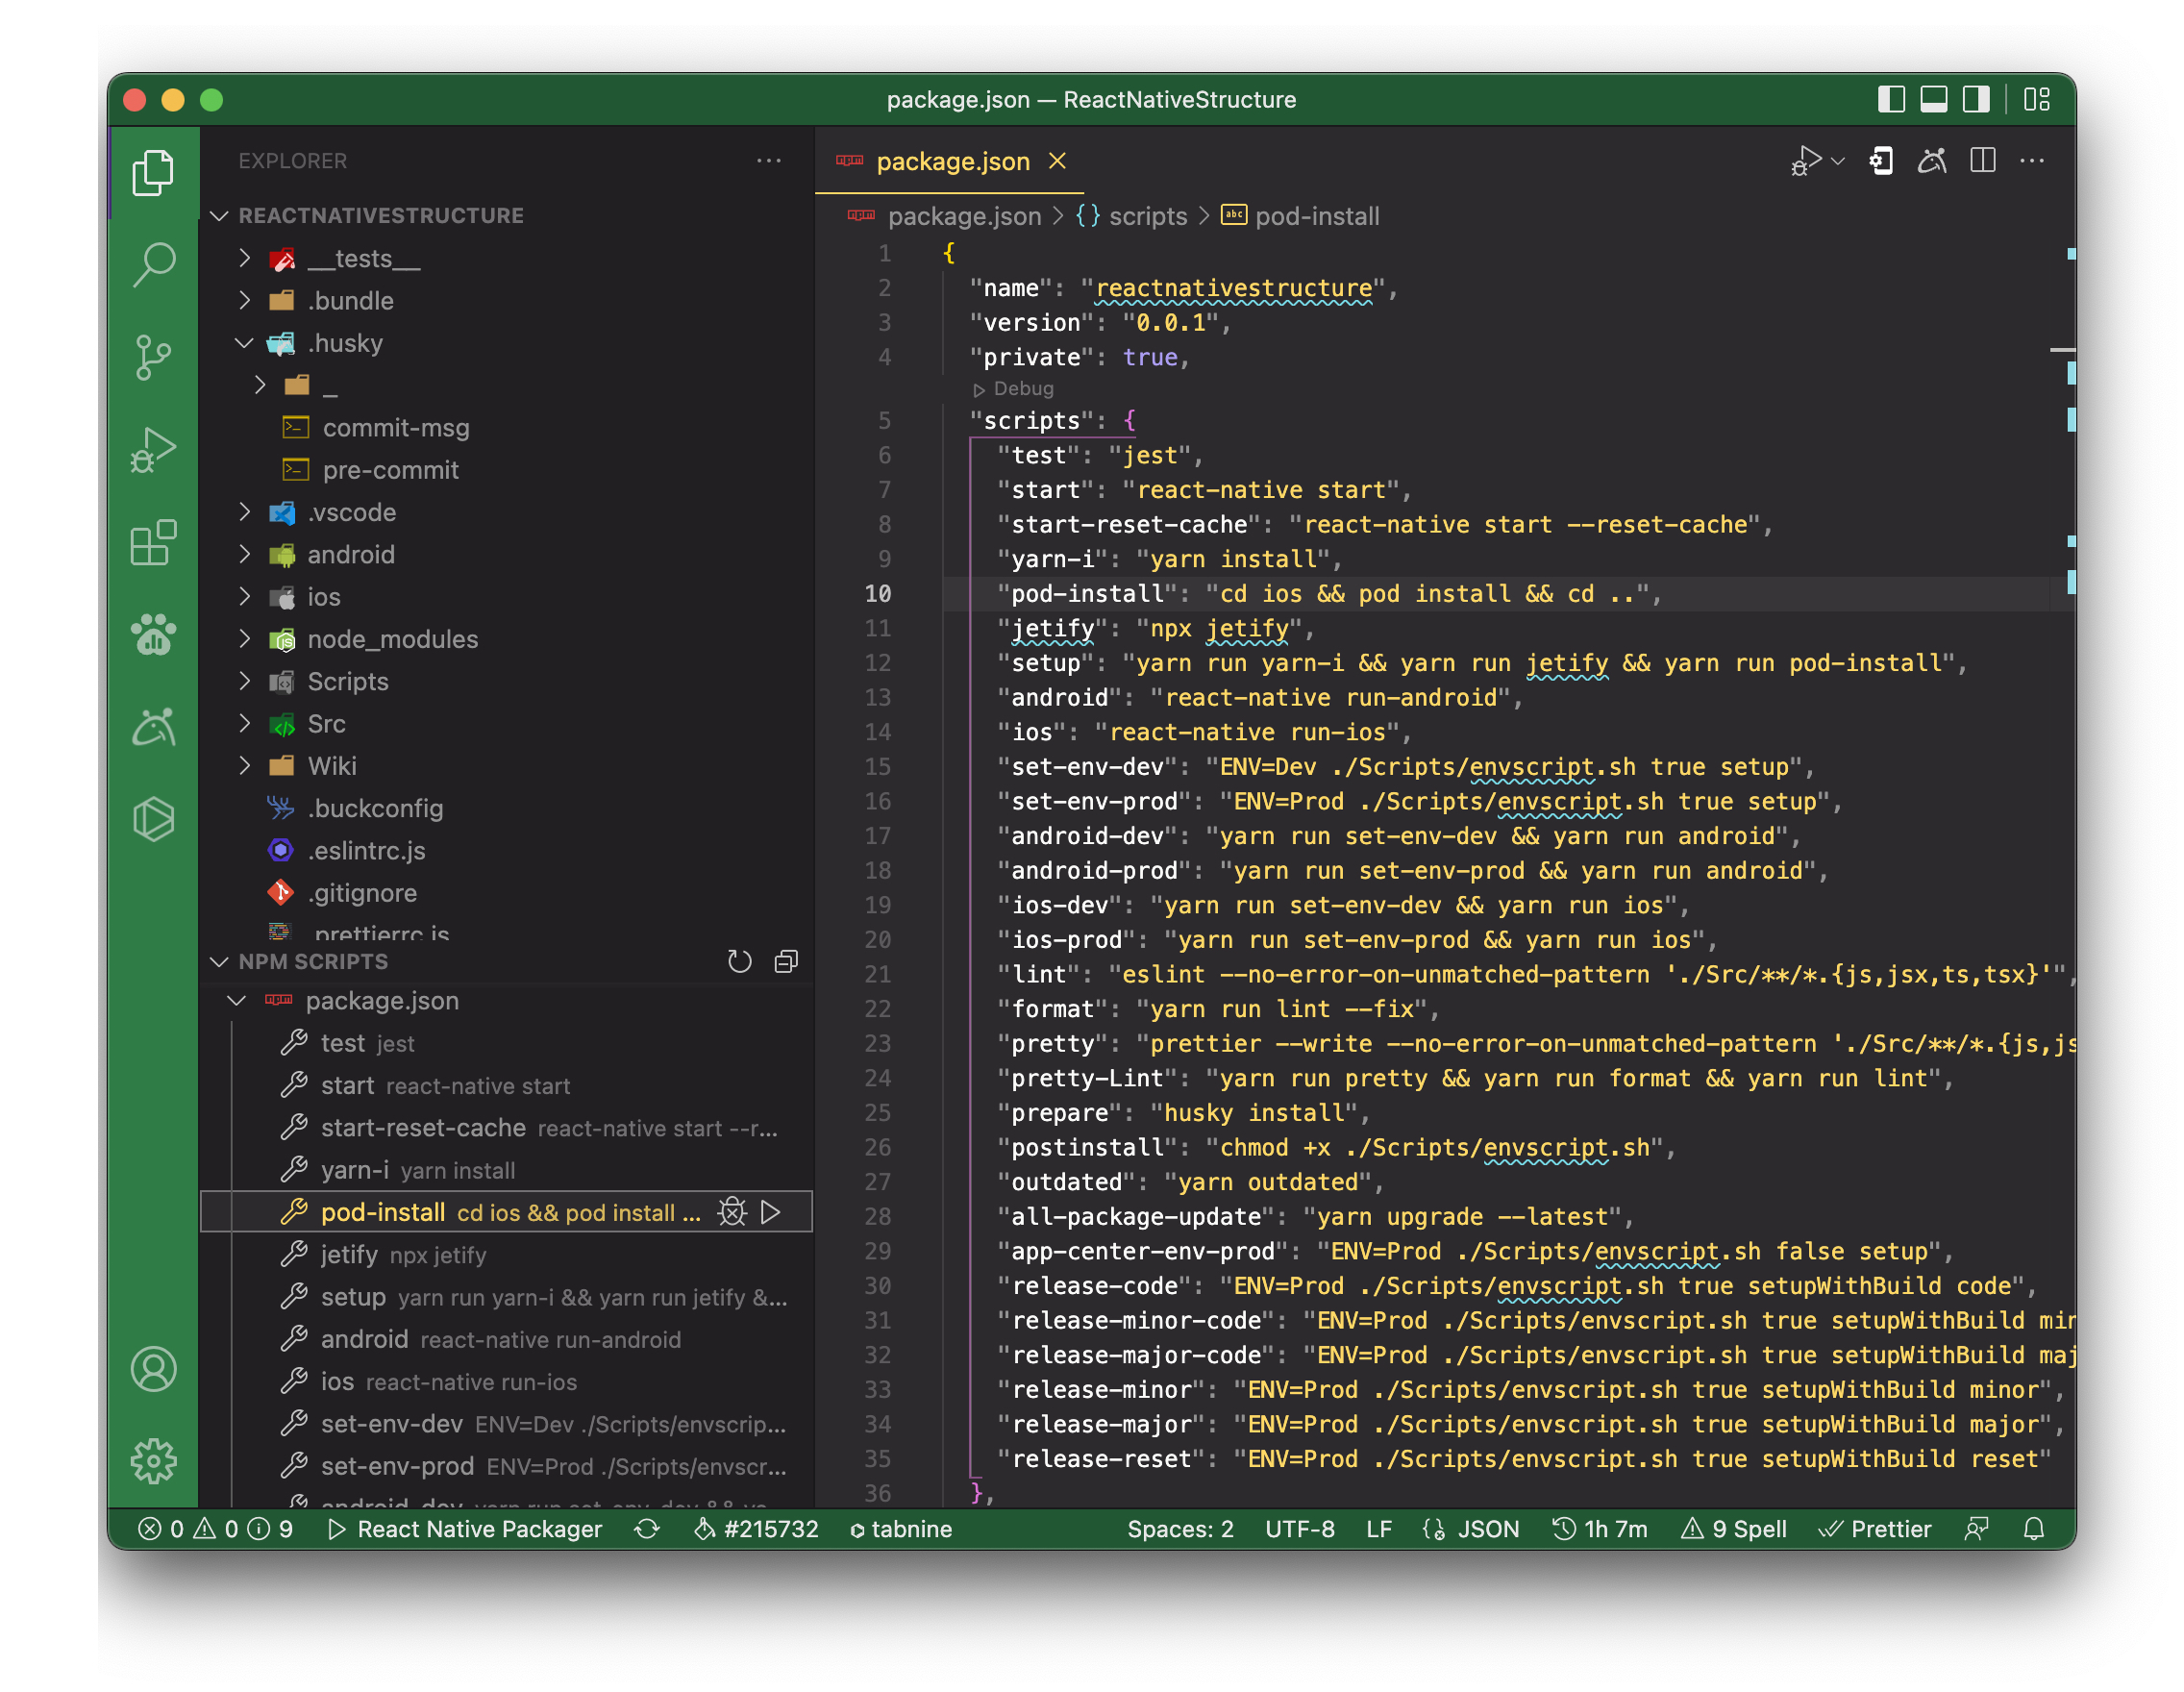 package.json — ReactNativeStructure
EXPLORER
REACTNATIVESTRUCTURE
__tests__
.bundle
.husky
_
commit-msg
pre-commit
.vscode
android
ios
node_modules
Scripts
Src
Wiki
.buckconfig
.eslintrc.js
.gitignore
.prettierrc.js
NPM SCRIPTS
package.json
test jest
start react-native start
start-reset-cache react-native start --r...
yarn-i yarn install
pod-install cd ios && pod install ...
jetify npx jetify
setup yarn run yarn-i && yarn run jetify &...
android react-native run-android
ios react-native run-ios
set-env-dev ENV=Dev ./Scripts/envscrip...
set-env-prod ENV=Prod ./Scripts/envscr...
android-dev yarn run set-env-dev && ya...
package.json
package.json > {} scripts > abc pod-install
1 {
2 "name": "reactnativestructure",
3 "version": "0.0.1",
4 "private": true,
Debug
5 "scripts": {
6 "test": "jest",
7 "start": "react-native start",
8 "start-reset-cache": "react-native start --reset-cache",
9 "yarn-i": "yarn install",
10 "pod-install": "cd ios && pod install && cd ..",
11 "jetify": "npx jetify",
12 "setup": "yarn run yarn-i && yarn run jetify && yarn run pod-install",
13 "android": "react-native run-android",
14 "ios": "react-native run-ios",
15 "set-env-dev": "ENV=Dev ./Scripts/envscript.sh true setup",
16 "set-env-prod": "ENV=Prod ./Scripts/envscript.sh true setup",
17 "android-dev": "yarn run set-env-dev && yarn run android",
18 "android-prod": "yarn run set-env-prod && yarn run android",
19 "ios-dev": "yarn run set-env-dev && yarn run ios",
20 "ios-prod": "yarn run set-env-prod && yarn run ios",
21 "lint": "eslint --no-error-on-unmatched-pattern './Src/**/*.{js,jsx,ts,tsx}'",
22 "format": "yarn run lint --fix",
23 "pretty": "prettier --write --no-error-on-unmatched-pattern './Src/**/*.{js,js
24 "pretty-Lint": "yarn run pretty && yarn run format && yarn run lint",
25 "prepare": "husky install",
26 "postinstall": "chmod +x ./Scripts/envscript.sh",
27 "outdated": "yarn outdated",
28 "all-package-update": "yarn upgrade --latest",
29 "app-center-env-prod": "ENV=Prod ./Scripts/envscript.sh false setup",
30 "release-code": "ENV=Prod ./Scripts/envscript.sh true setupWithBuild code",
31 "release-minor-code": "ENV=Prod ./Scripts/envscript.sh true setupWithBuild min
32 "release-major-code": "ENV=Prod ./Scripts/envscript.sh true setupWithBuild maj
33 "release-minor": "ENV=Prod ./Scripts/envscript.sh true setupWithBuild minor",
34 "release-major": "ENV=Prod ./Scripts/envscript.sh true setupWithBuild major",
35 "release-reset": "ENV=Prod ./Scripts/envscript.sh true setupWithBuild reset"
36 },
0 0 9 React Native Packager #215732 tabnine Spaces: 2 UTF-8 LF JSON 1h 7m 9 Spell Prettier